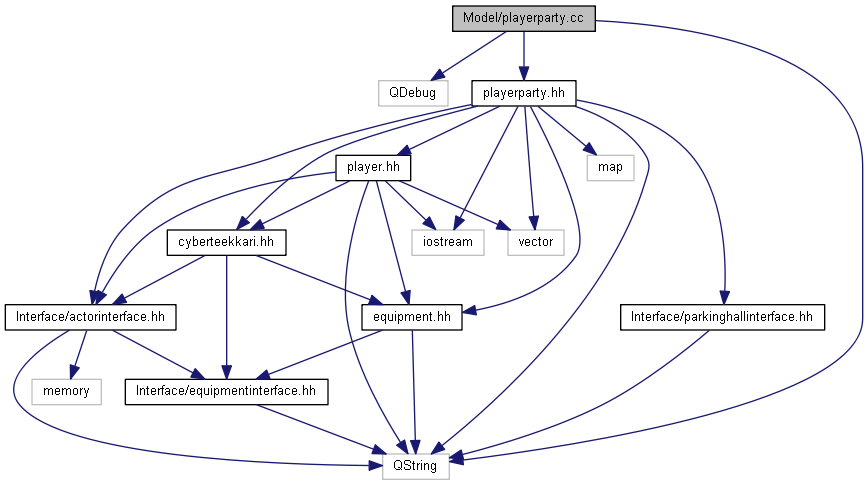 Model/playerparty.cc
QDebug
playerparty.hh
player.hh
map
cyberteekkari.hh
iostream
vector
Interface/actorinterface.hh
equipment.hh
Interface/parkinghallinterface.hh
memory
Interface/equipmentinterface.hh
QString